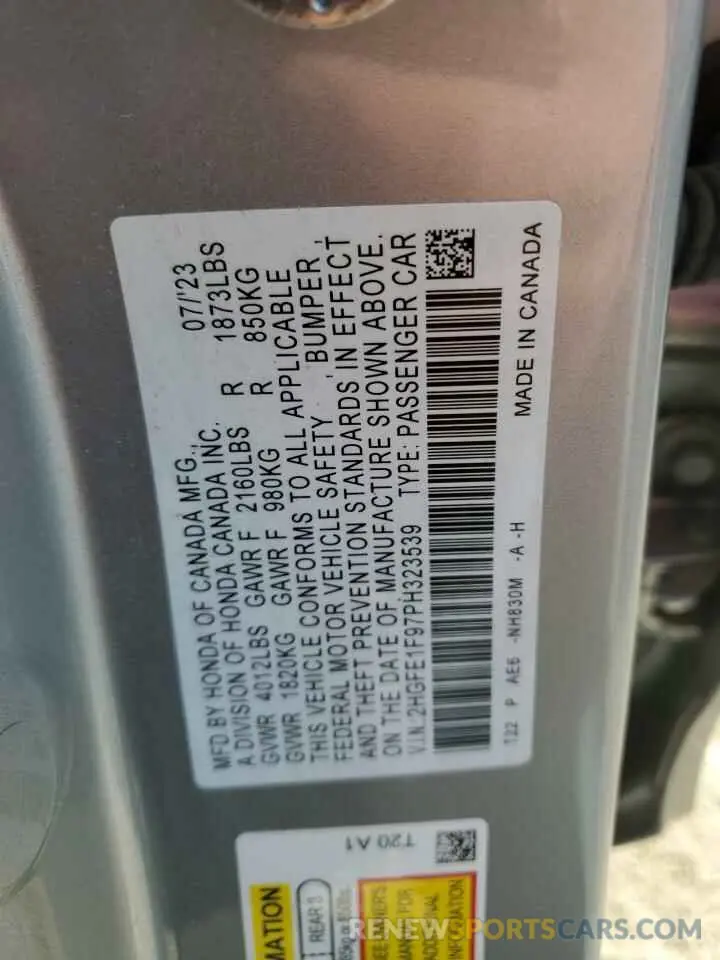 MFD BY HONDA OF CANADA MFG., 07/'23
A DIVISION OF HONDA CANADA INC.
GVWR 4012LBS GAWR F 2160LBS R 1873LBS
GVWR 1820KG GAWR F 980KG R 850KG
THIS VEHICLE CONFORMS TO ALL APPLICABLE
FEDERAL MOTOR VEHICLE SAFETY , BUMPER ,
AND THEFT PREVENTION STANDARDS IN EFFECT
ON THE DATE OF MANUFACTURE SHOWN ABOVE.
V.I.N. 2HGFE1F97PH323539 TYPE: PASSENGER CAR
T22 P AE6 -NH830M -A -H
MADE IN CANADA
T20 A1
REAR 3
RENEWSPORTSCARS.COM